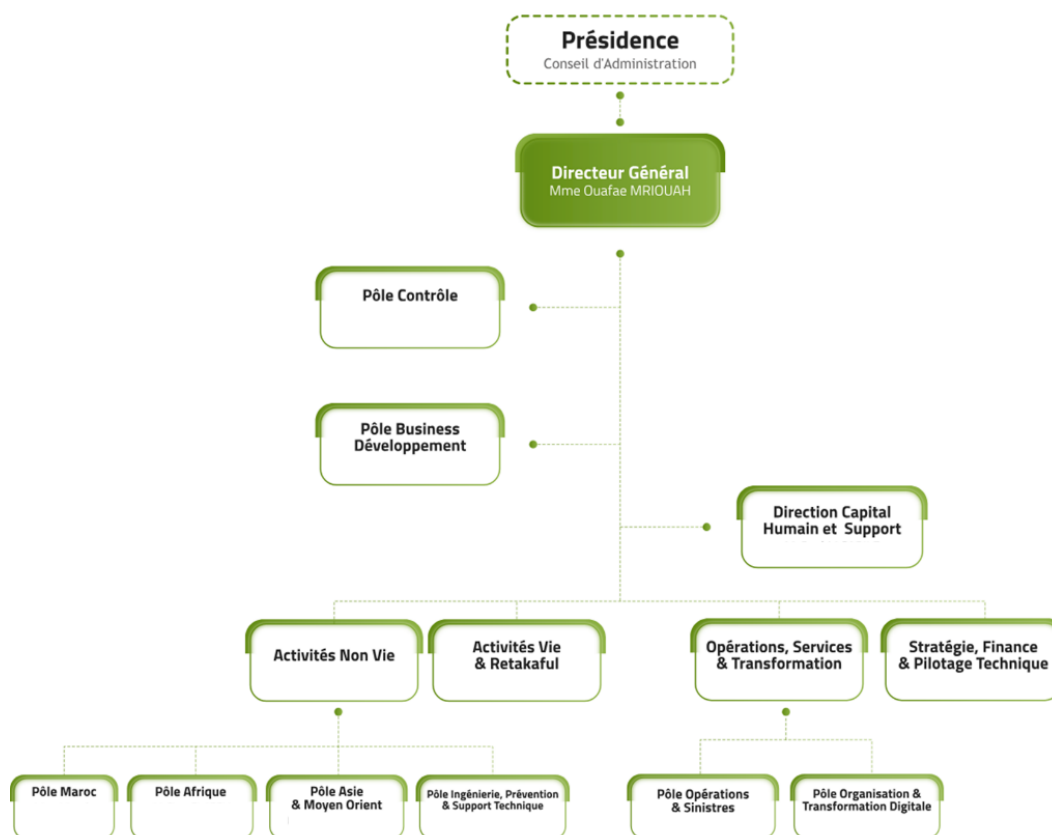 Présidence
Conseil d'Administration
Directeur Général
Mme Ouafae MRIOUAH
Pôle Contrôle
Pôle Business
Développement
Direction Capital
Humain et Support
Activités Non Vie
Activités Vie
& Retakaful
Opérations, Services
& Transformation
Stratégie, Finance
& Pilotage Technique
Pôle Maroc
Pôle Afrique
Pôle Asie
& Moyen Orient
Pôle Ingénierie, Prévention
& Support Technique
Pôle Opérations
& Sinistres
Pôle Organisation &
Transformation Digitale